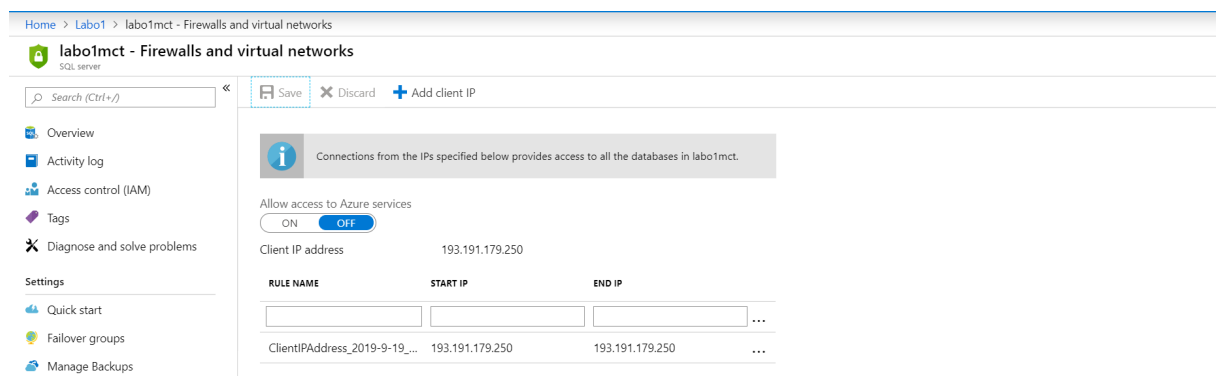 Home > Labo1 > labo1mct - Firewalls and virtual networks
labo1mct - Firewalls and virtual networks
SQL server
Search (Ctrl+/)
«
Save
Discard
Add client IP
Overview
Activity log
Access control (IAM)
Tags
Diagnose and solve problems
Settings
Quick start
Failover groups
Manage Backups
Connections from the IPs specified below provides access to all the databases in labo1mct.
Allow access to Azure services
ON OFF
Client IP address 193.191.179.250
RULE NAME START IP END IP
...
ClientIPAddress_2019-9-19_... 193.191.179.250 193.191.179.250 ...